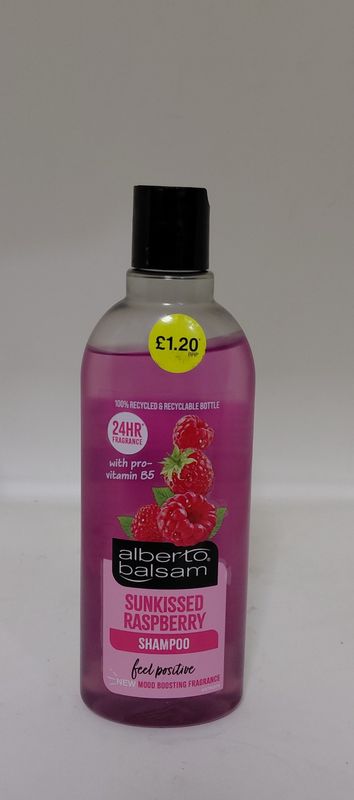 £1.20
RRP
100% RECYCLED & RECYCLABLE BOTTLE
24HR*
FRAGRANCE
with pro-
vitamin B5
alberto®
balsam
SUNKISSED
RASPBERRY
SHAMPOO
feel positive
NEW MOOD BOOSTING FRAGRANCE